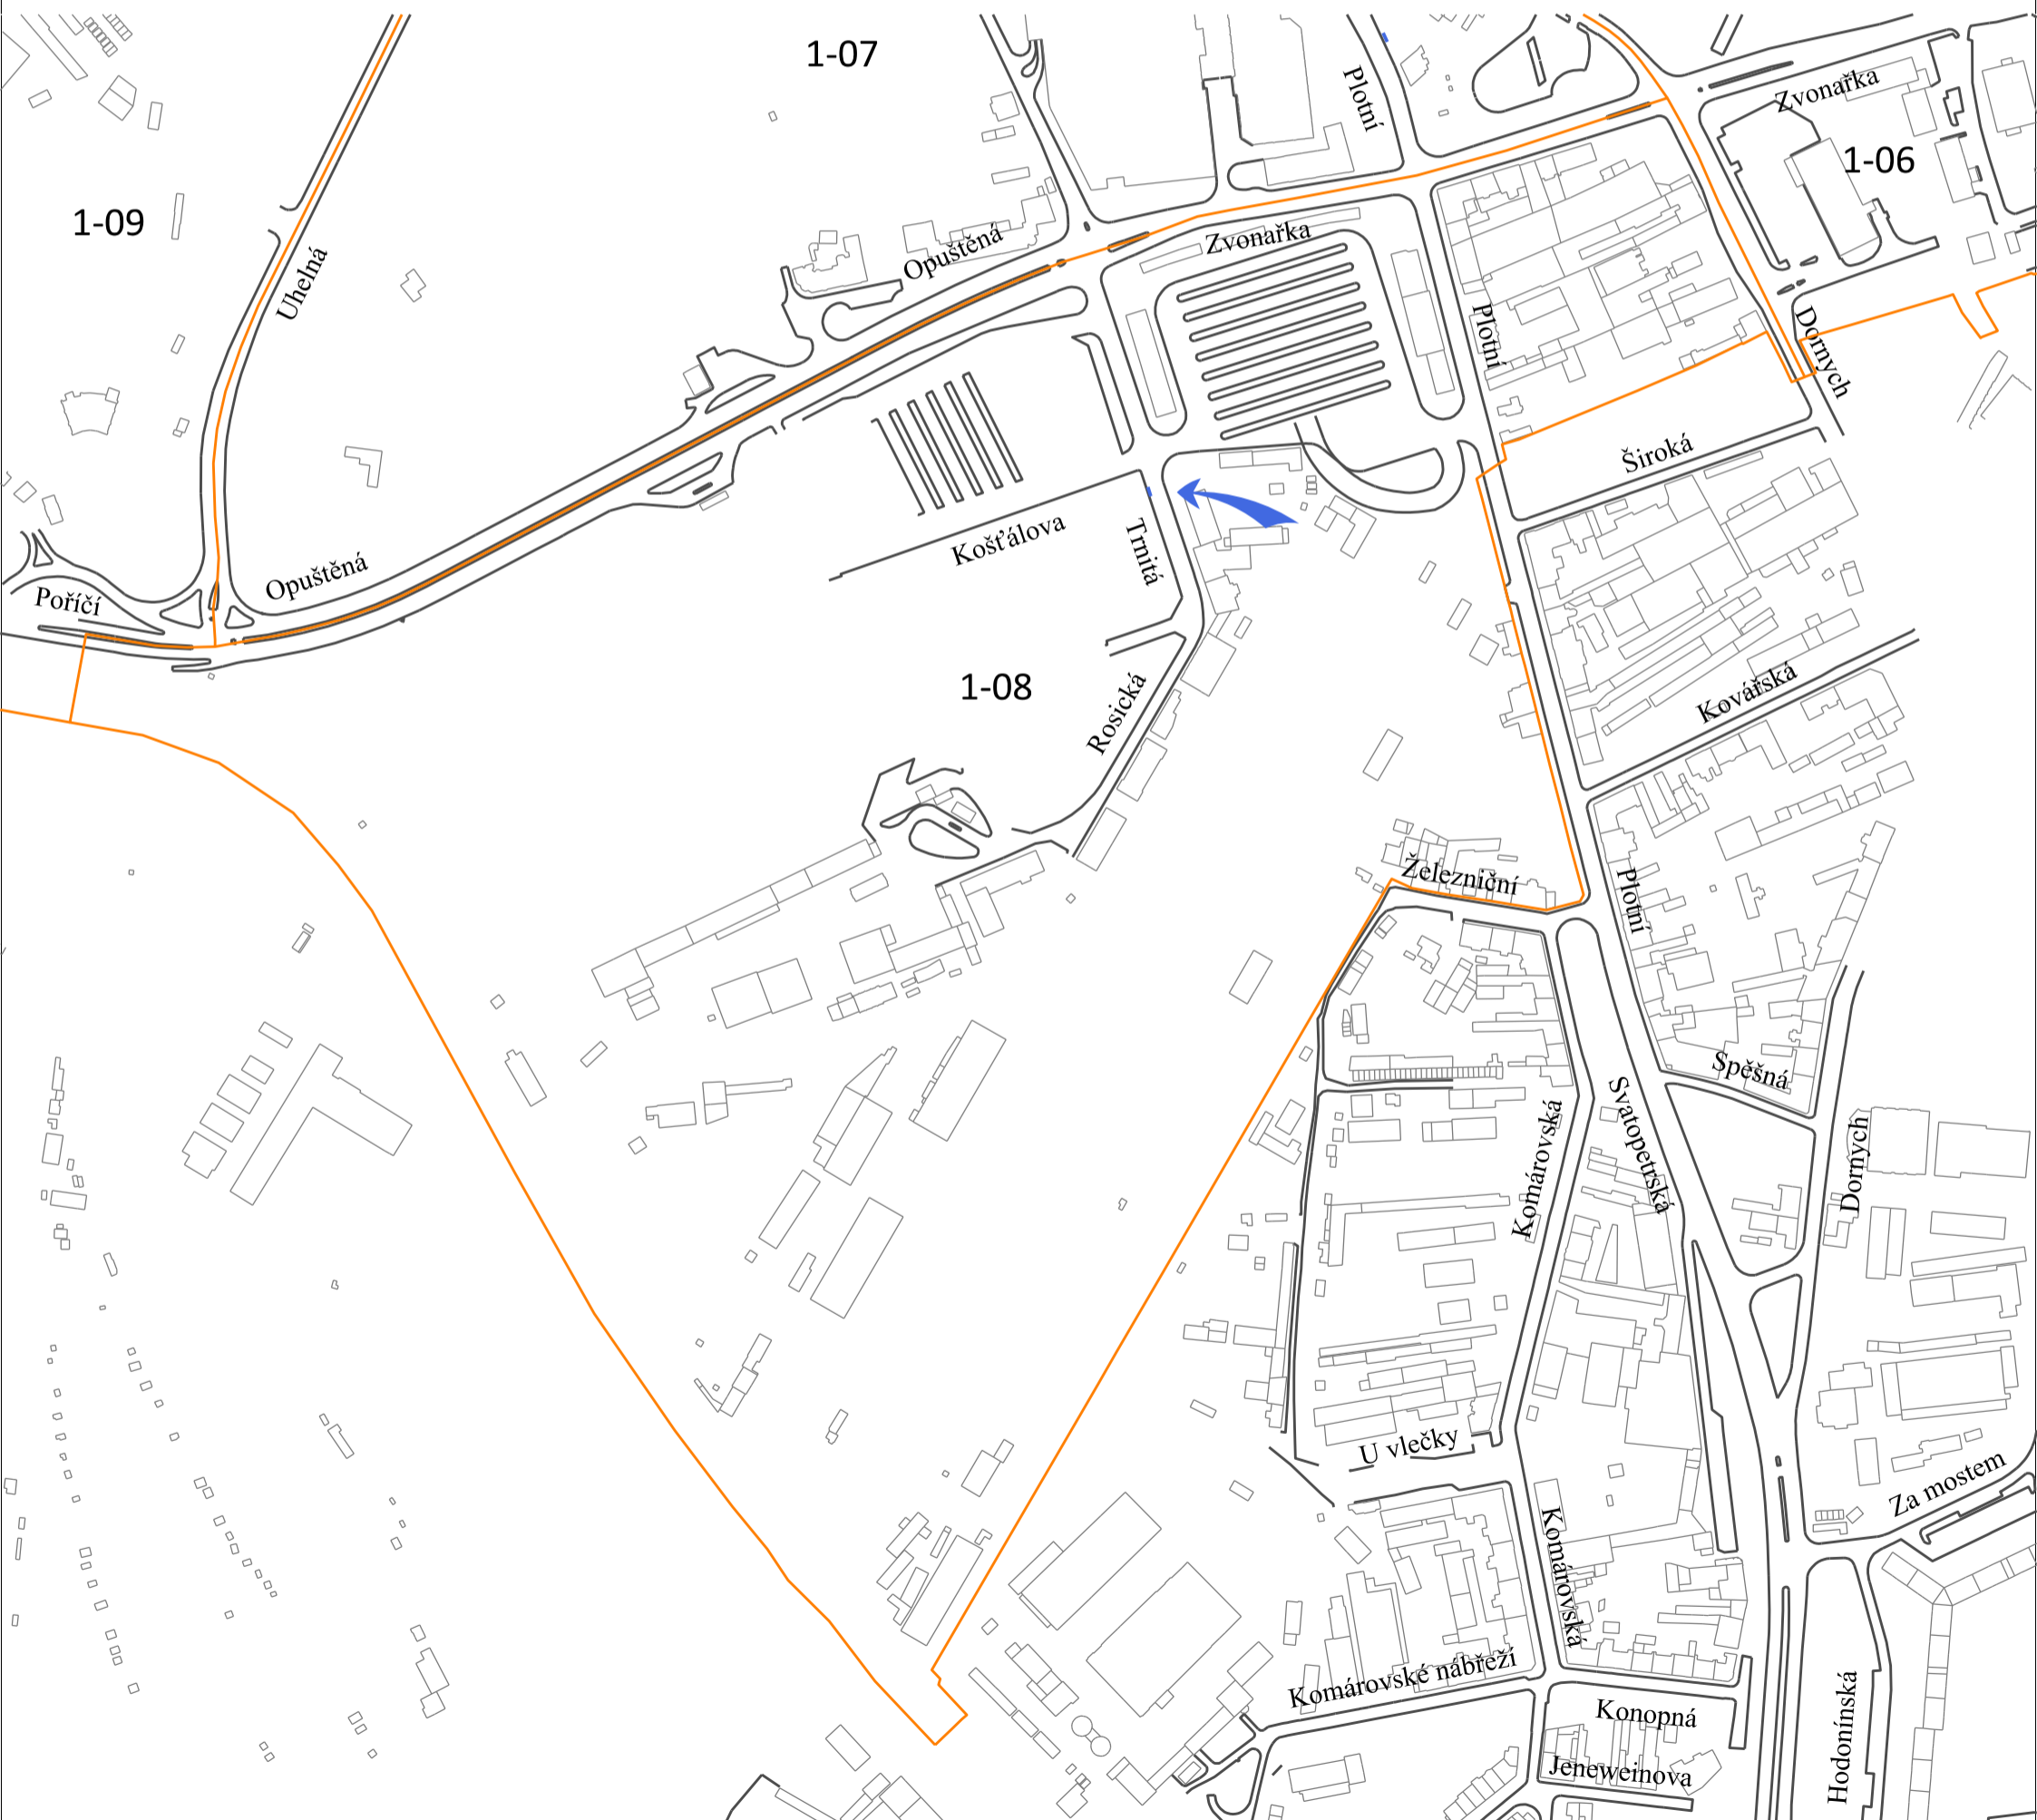 1-07
Plotní
Zvonařka
1-06
1-09
Uhelná
Opuštěná
Zvonařka
Plotní
Dornych
Široká
Košťálova
Trnitá
Opuštěná
Poříčí
1-08
Rosická
Kovářská
Železniční
Plotní
Spěšná
Svatopetrská
Komárovská
Dornych
U vlečky
Za mostem
Komárovská
Komárovské nábřeží
Konopná
Hodonínská
Jeneweinova